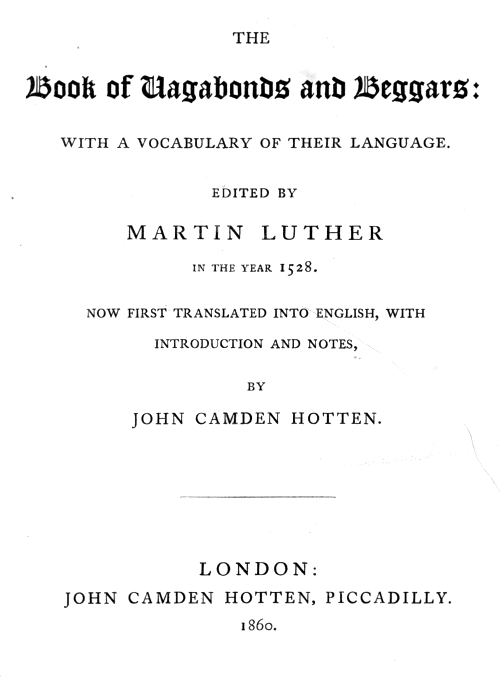 THE
Book of Vagabonds and Beggars:
WITH A VOCABULARY OF THEIR LANGUAGE.
EDITED BY
MARTIN LUTHER
IN THE YEAR 1528.
NOW FIRST TRANSLATED INTO ENGLISH, WITH
INTRODUCTION AND NOTES,
BY
JOHN CAMDEN HOTTEN.
LONDON:
JOHN CAMDEN HOTTEN, PICCADILLY.
1860.